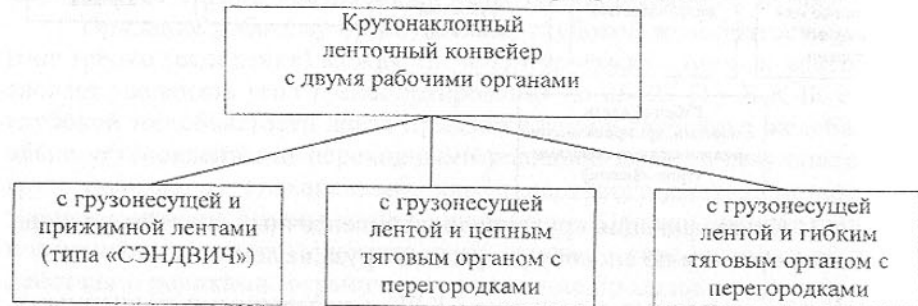 Крутонаклонный
ленточный конвейер
с двумя рабочими органами
с грузонесущей и
прижимной лентами
(типа «СЭНДВИЧ»)
с грузонесущей
лентой и цепным
тяговым органом с
перегородками
с грузонесущей
лентой и гибким
тяговым органом с
перегородками